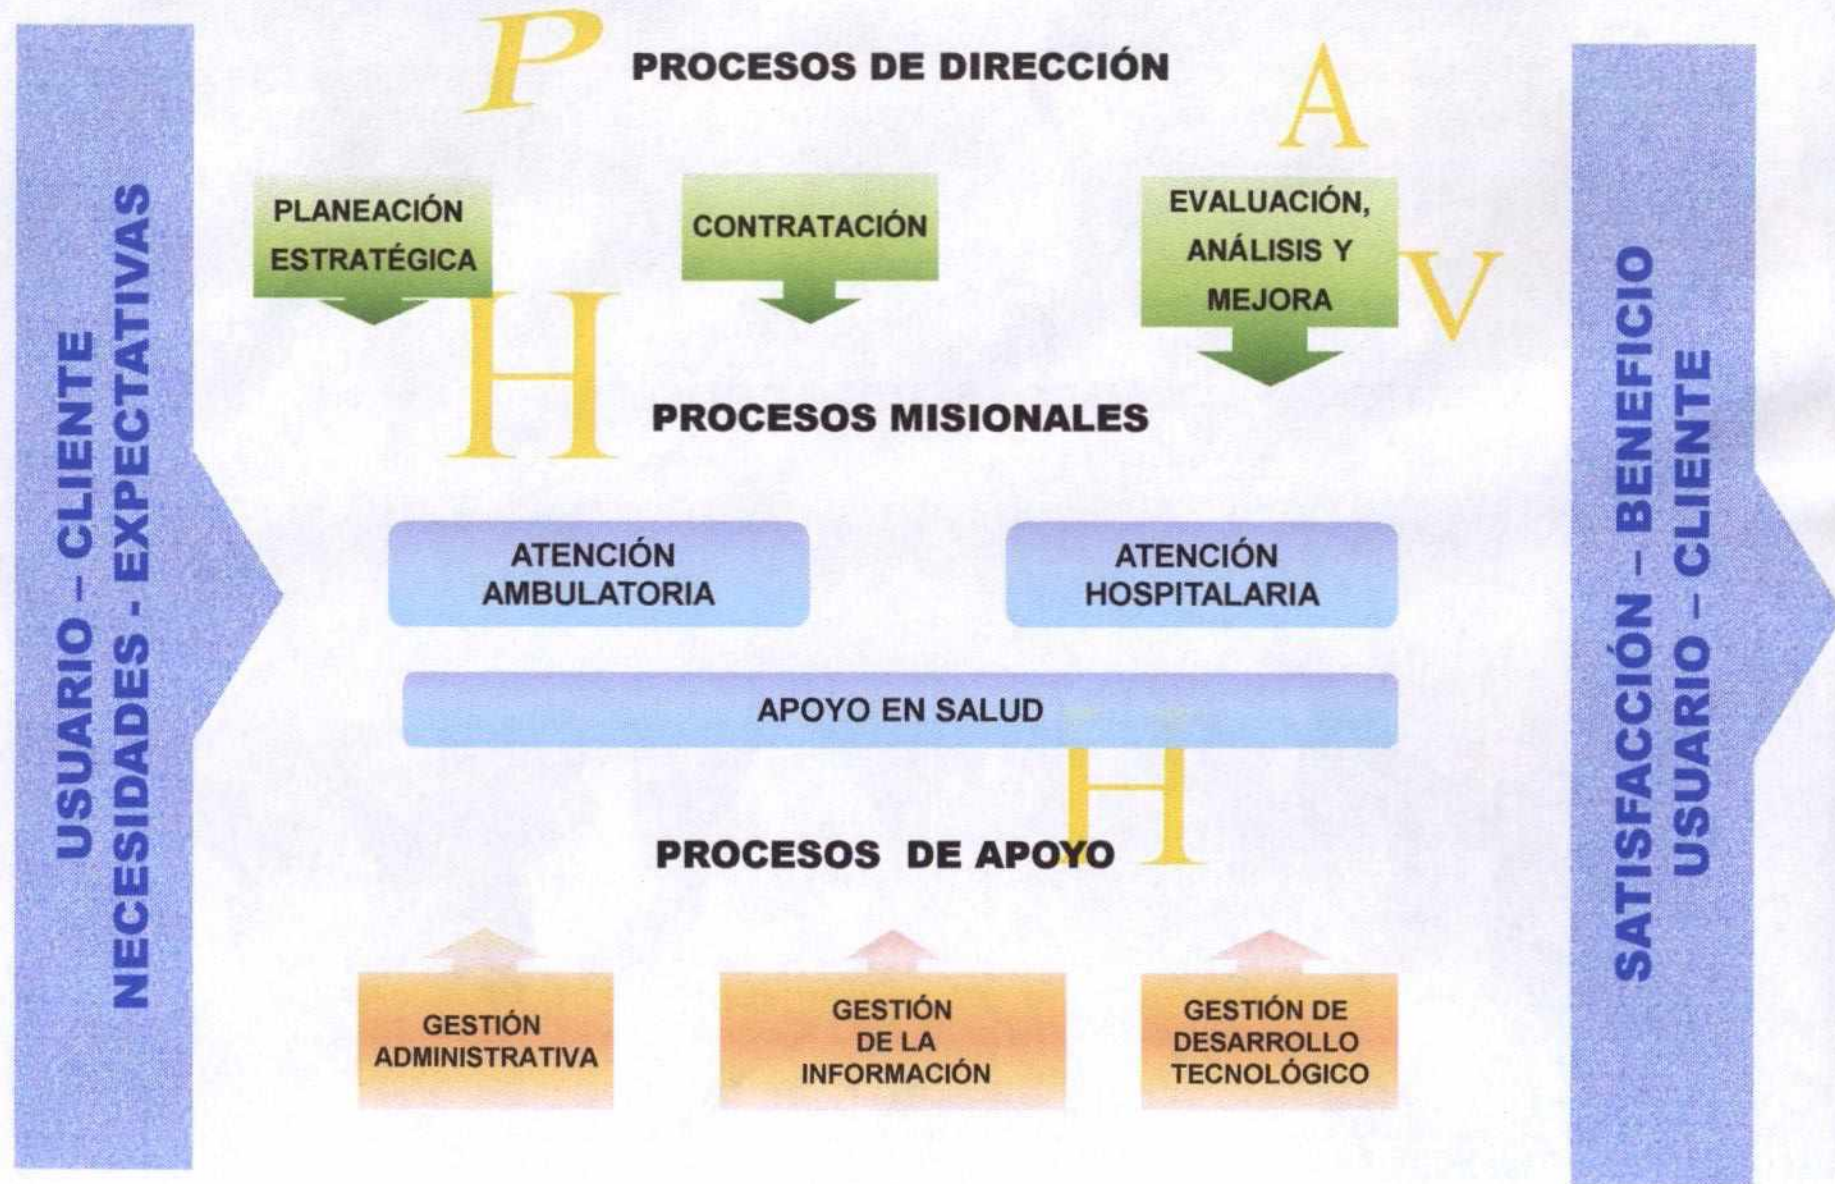 P
PROCESOS DE DIRECCIÓN
A
PLANEACIÓN
ESTRATÉGICA
CONTRATACIÓN
EVALUACIÓN,
ANÁLISIS Y
MEJORA
V
H
PROCESOS MISIONALES
USUARIO – CLIENTE
NECESIDADES - EXPECTATIVAS
ATENCIÓN
AMBULATORIA
ATENCIÓN
HOSPITALARIA
APOYO EN SALUD
H
PROCESOS DE APOYO
GESTIÓN
ADMINISTRATIVA
GESTIÓN
DE LA
INFORMACIÓN
GESTIÓN DE
DESARROLLO
TECNOLÓGICO
SATISFACCIÓN – BENEFICIO
USUARIO – CLIENTE